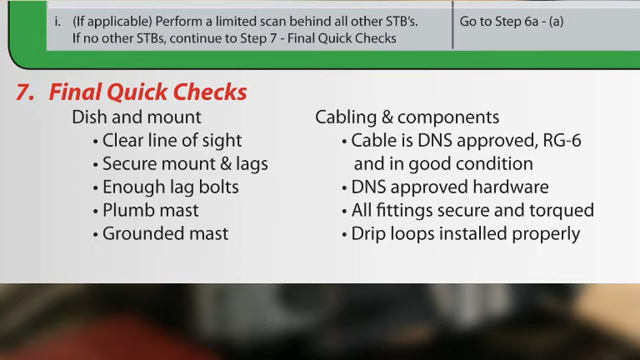 i. (If applicable) Perform a limited scan behind all other STB's.
If no other STBs, continue to Step 7 - Final Quick Checks
Go to Step 6a - (a)
7. Final Quick Checks
Dish and mount
• Clear line of sight
• Secure mount & lags
• Enough lag bolts
• Plumb mast
• Grounded mast
Cabling & components
• Cable is DNS approved, RG-6
and in good condition
• DNS approved hardware
• All fittings secure and torqued
• Drip loops installed properly